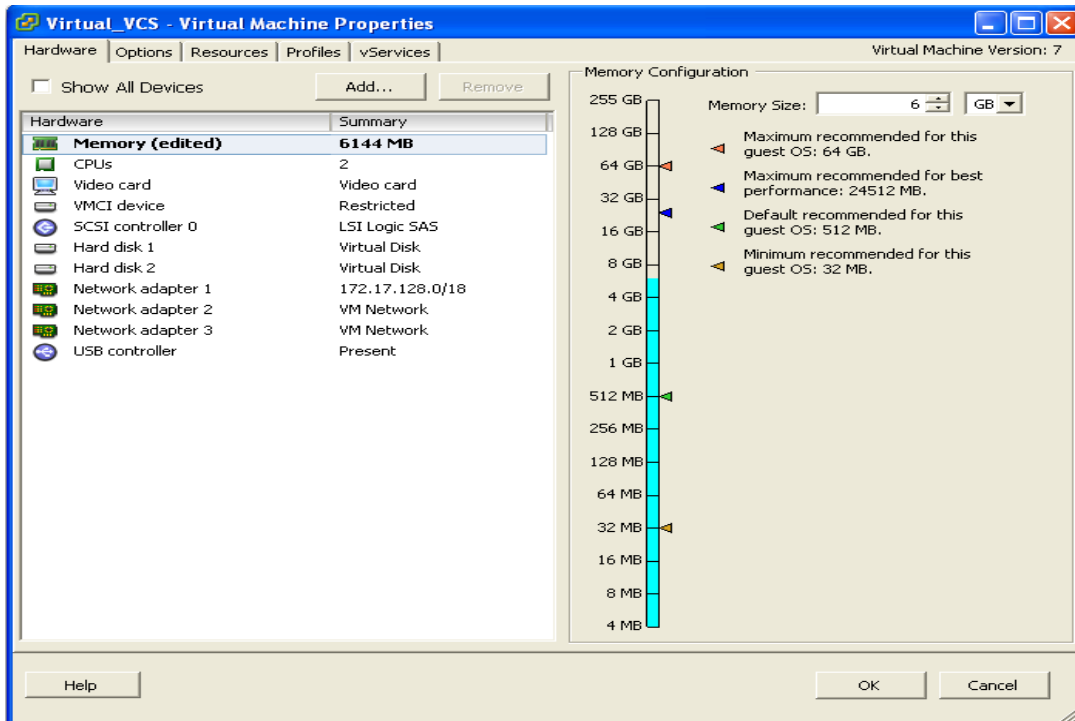 Virtual_VCS - Virtual Machine Properties
Hardware Options Resources Profiles vServices Virtual Machine Version: 7
Show All Devices Add... Remove
Hardware Summary
Memory (edited) 6144 MB
CPUs 2
Video card Video card
VMCI device Restricted
SCSI controller 0 LSI Logic SAS
Hard disk 1 Virtual Disk
Hard disk 2 Virtual Disk
Network adapter 1 172.17.128.0/18
Network adapter 2 VM Network
Network adapter 3 VM Network
USB controller Present
Memory Configuration
255 GB
128 GB
64 GB
32 GB
16 GB
8 GB
4 GB
2 GB
1 GB
512 MB
256 MB
128 MB
64 MB
32 MB
16 MB
8 MB
4 MB
Memory Size: 6 GB
Maximum recommended for this
guest OS: 64 GB.
Maximum recommended for best
performance: 24512 MB.
Default recommended for this
guest OS: 512 MB.
Minimum recommended for this
guest OS: 32 MB.
Help OK Cancel